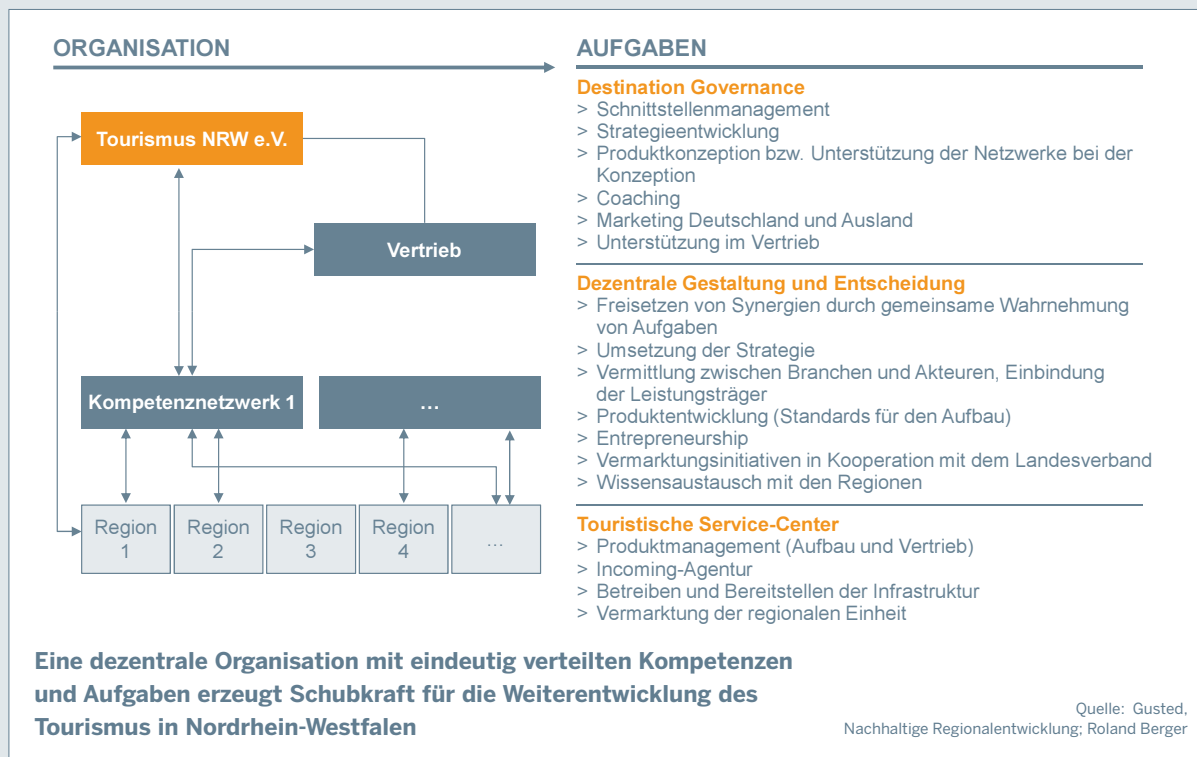 ORGANISATION
Tourismus NRW e.V.
Vertrieb
Kompetenznetzwerk 1
...
Region
1
Region
2
Region
3
Region
4
...
AUFGABEN
Destination Governance
> Schnittstellenmanagement
> Strategieentwicklung
> Produktkonzeption bzw. Unterstützung der Netzwerke bei der
Konzeption
> Coaching
> Marketing Deutschland und Ausland
> Unterstützung im Vertrieb
Dezentrale Gestaltung und Entscheidung
> Freisetzen von Synergien durch gemeinsame Wahrnehmung
von Aufgaben
> Umsetzung der Strategie
> Vermittlung zwischen Branchen und Akteuren, Einbindung
der Leistungsträger
> Produktentwicklung (Standards für den Aufbau)
> Entrepreneurship
> Vermarktungsinitiativen in Kooperation mit dem Landesverband
> Wissensaustausch mit den Regionen
Touristische Service-Center
> Produktmanagement (Aufbau und Vertrieb)
> Incoming-Agentur
> Betreiben und Bereitstellen der Infrastruktur
> Vermarktung der regionalen Einheit
Eine dezentrale Organisation mit eindeutig verteilten Kompetenzen
und Aufgaben erzeugt Schubkraft für die Weiterentwicklung des
Tourismus in Nordrhein-Westfalen
Quelle: Gusted,
Nachhaltige Regionalentwicklung; Roland Berger